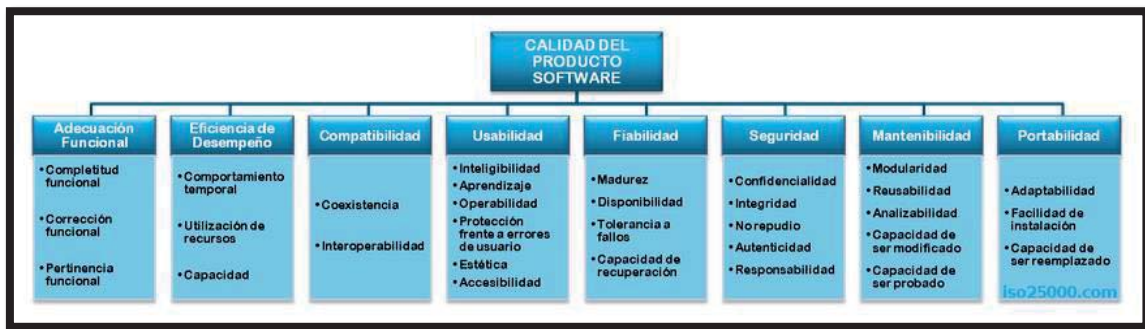 CALIDAD DEL
PRODUCTO
SOFTWARE
Adecuación
Funcional
•Completitud
funcional
•Corrección
funcional
•Pertinencia
funcional
Eficiencia de
Desempeño
•Comportamiento
temporal
•Utilización de
recursos
•Capacidad
Compatibilidad
•Coexistencia
•Interoperabilidad
Usabilidad
•Inteligibilidad
•Aprendizaje
•Operabilidad
•Protección
frente a errores
de usuario
•Estética
•Accesibilidad
Fiabilidad
•Madurez
•Disponibilidad
•Tolerancia a
fallos
•Capacidad de
recuperación
Seguridad
•Confidencialidad
•Integridad
•No repudio
•Autenticidad
•Responsabilidad
Mantenibilidad
•Modularidad
•Reusabilidad
•Analizabilidad
•Capacidad de
ser modificado
•Capacidad de
ser probado
Portabilidad
•Adaptabilidad
•Facilidad de
instalación
•Capacidad de
ser reemplazado
iso25000.com